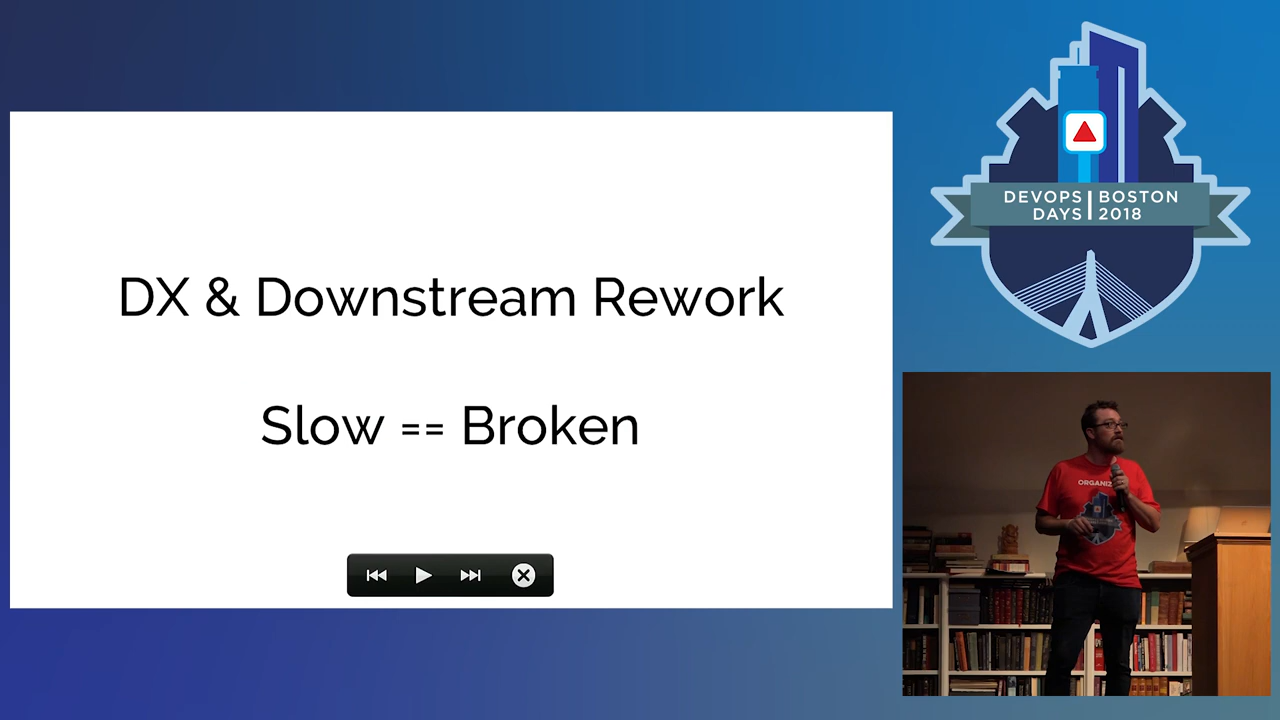 DX & Downstream Rework
Slow == Broken
DEVOPS | BOSTON
DAYS | 2018